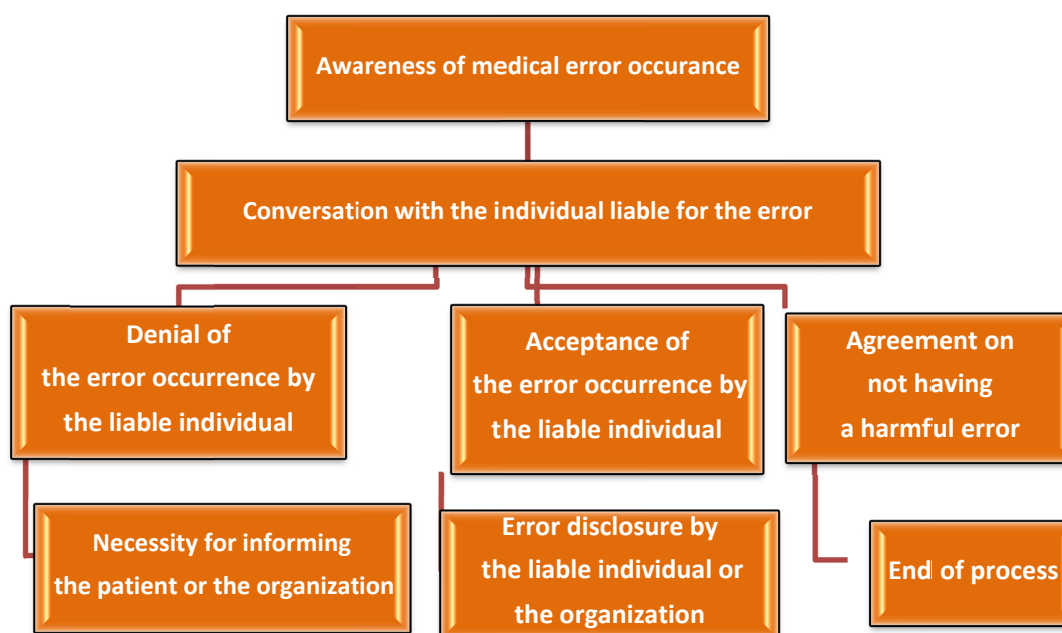 Awareness of medical error occurance
Conversation with the individual liable for the error
Denial of
the error occurrence by
the liable individual
Acceptance of
the error occurrence by
the liable individual
Agreement on
not having
a harmful error
Necessity for informing
the patient or the organization
Error disclosure by
the liable individual or
the organization
End of process